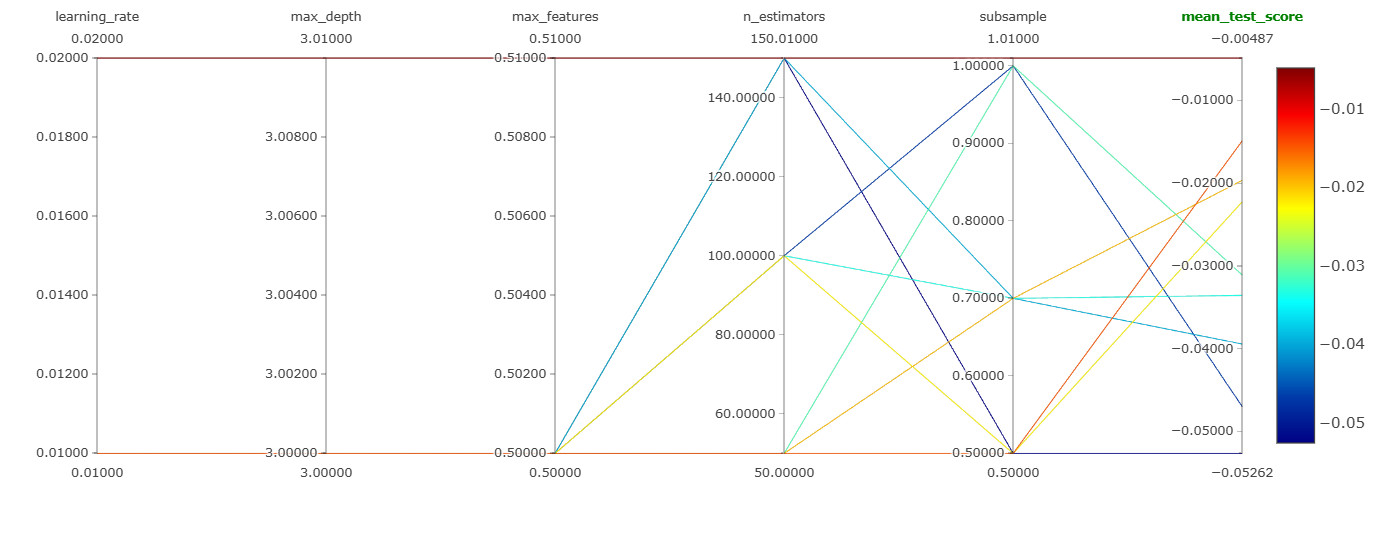 learning_rate max_depth max_features n_estimators subsample mean_test_score
0.02000 3.01000 0.51000 150.01000 1.01000 −0.00487
0.02000 0.51000
1.00000
140.00000 −0.01000 −0.01
0.01800 3.00800 0.50800
0.90000
120.00000 −0.02000 −0.02
0.01600 3.00600 0.50600 0.80000
100.00000 −0.03000 −0.03
0.01400 3.00400 0.50400 0.70000
80.00000 −0.04000 −0.04
0.01200 3.00200 0.50200 0.60000
60.00000 −0.05000 −0.05
0.01000 3.00000 0.50000 0.50000
0.01000 3.00000 0.50000 50.00000 0.50000 −0.05262